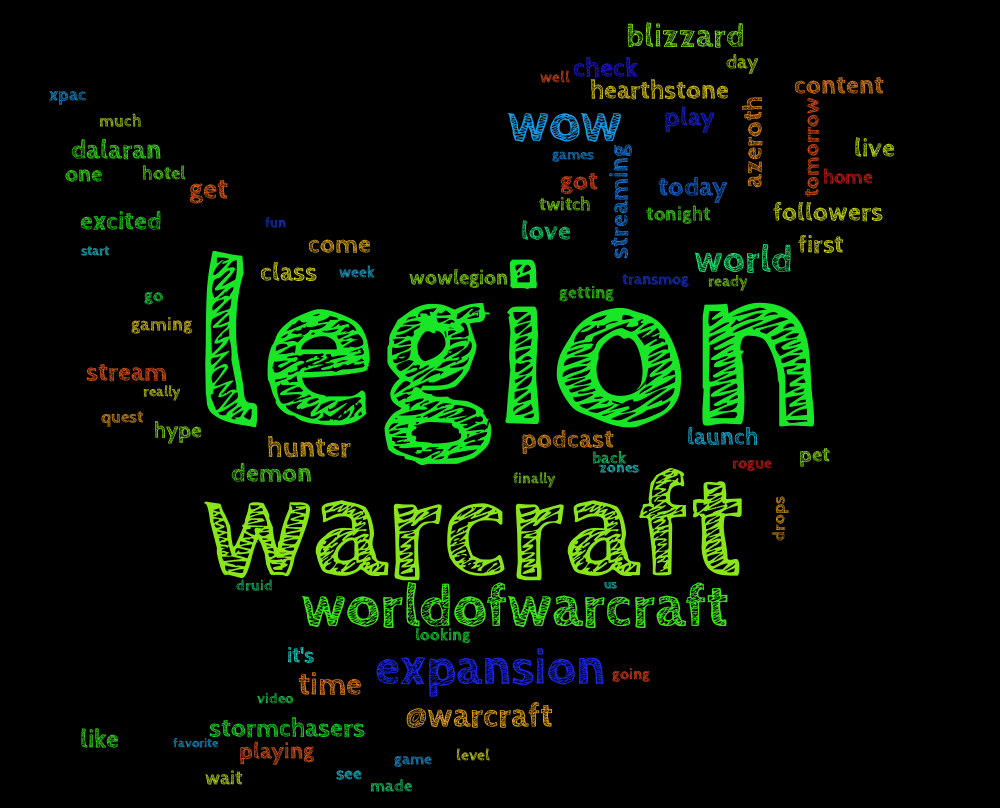 blizzard
day
check
well
hearthstone
content
xpac
much
wow
play
azeroth
tomorrow
dalaran
live
games
streaming
one
hotel
get
got
today
home
twitch
tonight
followers
excited
fun
love
first
come
start
class
week
wowlegion
world
transmog
ready
getting
go
gaming
legion
stream
really
quest
hype
hunter
podcast
launch
back
zones
rogue
pet
demon
finally
drops
warcraft
druid
us
worldofwarcraft
looking
it's
expansion
going
time
video
@warcraft
stormchasers
like
favorite
playing
game
level
wait
see
made